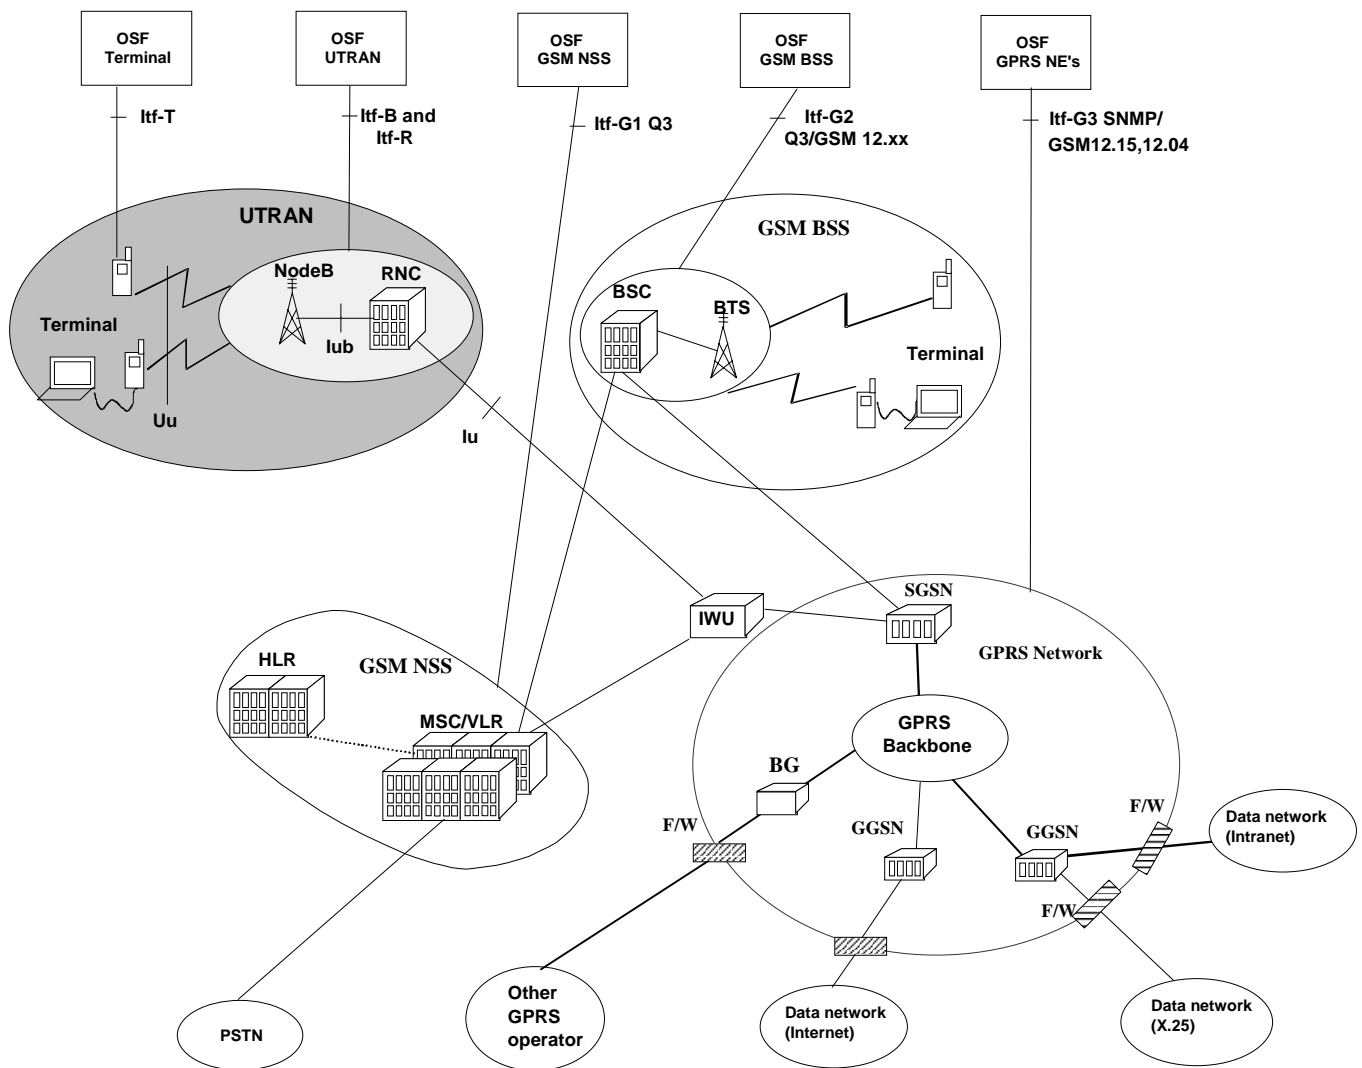 OSF
Terminal
OSF
UTRAN
OSF
GSM NSS
OSF
GSM BSS
OSF
GPRS NE's
Itf-T
Itf-B and
Itf-R
Itf-G1 Q3
Itf-G2
Q3/GSM 12.xx
Itf-G3 SNMP/
GSM12.15,12.04
UTRAN
GSM BSS
NodeB
RNC
BSC
BTS
Terminal
Iub
Terminal
Uu
Iu
SGSN
IWU
GPRS Network
HLR
GSM NSS
MSC/VLR
GPRS
Backbone
BG
F/W
GGSN
GGSN
F/W
Data network
(Intranet)
F/W
Other
GPRS
operator
PSTN
Data network
(Internet)
Data network
(X.25)